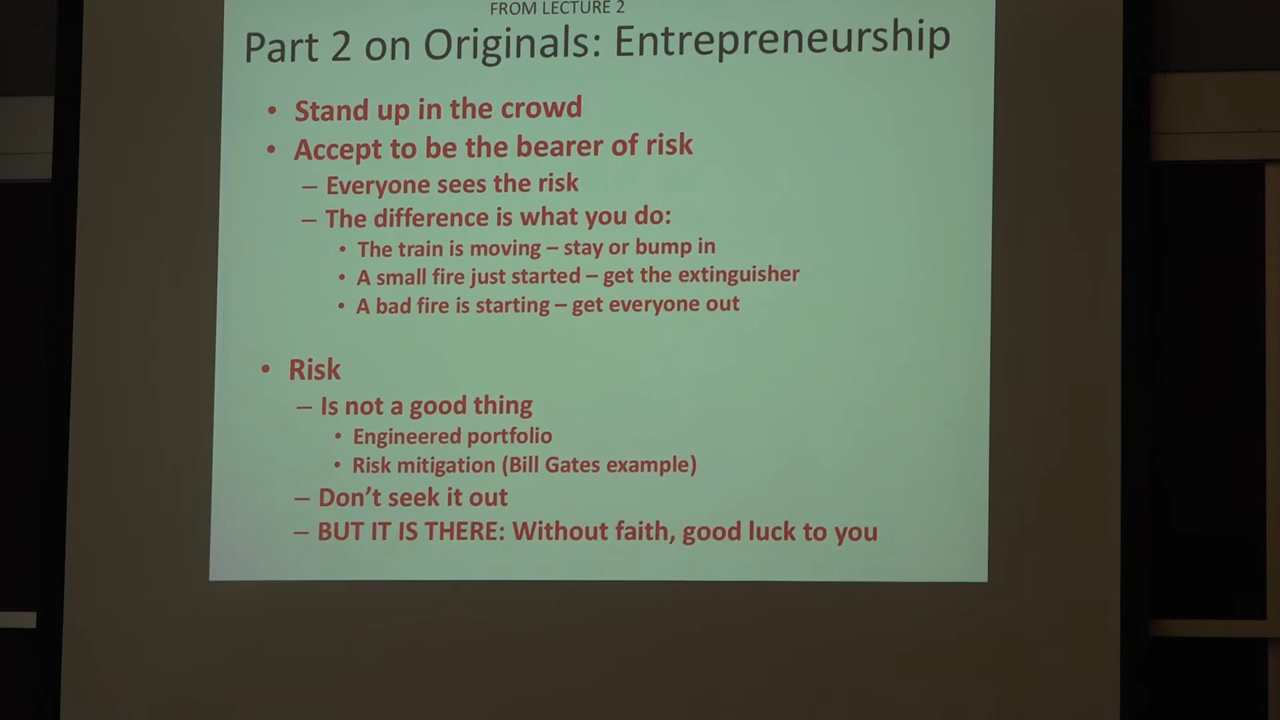 FROM LECTURE 2
Part 2 on Originals: Entrepreneurship
• Stand up in the crowd
• Accept to be the bearer of risk
– Everyone sees the risk
– The difference is what you do:
• The train is moving – stay or bump in
• A small fire just started – get the extinguisher
• A bad fire is starting – get everyone out
• Risk
– Is not a good thing
• Engineered portfolio
• Risk mitigation (Bill Gates example)
– Don't seek it out
– BUT IT IS THERE: Without faith, good luck to you